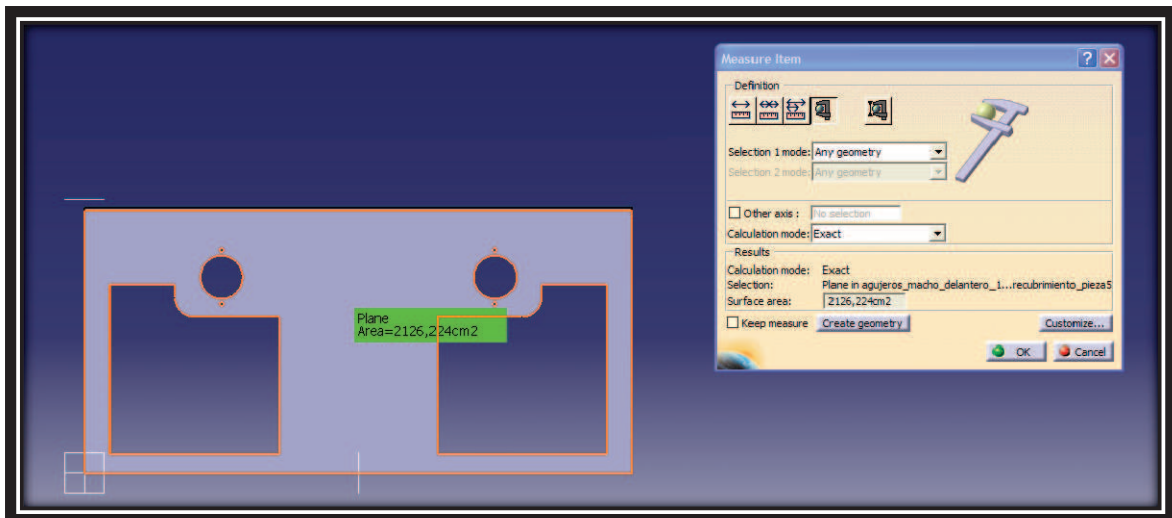 Plane
Area=2126,224cm2
Measure Item
Definition
Selection 1 mode: Any geometry
Selection 2 mode: Any geometry
Other axis : No selection
Calculation mode: Exact
Results
Calculation mode: Exact
Selection: Plane in agujeros_macho_delantero_1...recubrimiento_pieza5
Surface area: 2126,224cm2
Keep measure Create geometry Customize...
OK Cancel